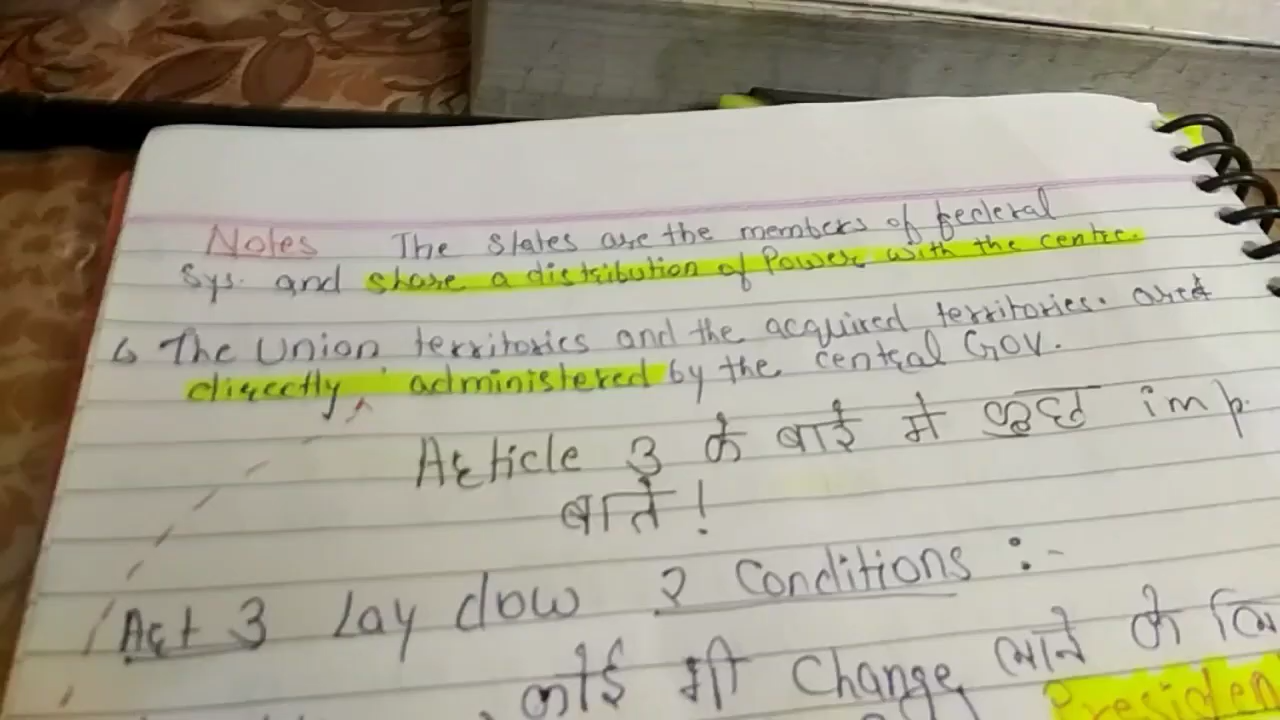 Notes The States are the members of federal
Sys. and share a distribution of Power with the centre.
The Union territories and the acquired territories. are
directly administered by the central Gov.
Article 3 के बारे मे कुछ imp.
बाते !
Act 3 Lay dow 2 Conditions :-
कोई भी Change लाने के
Presiden